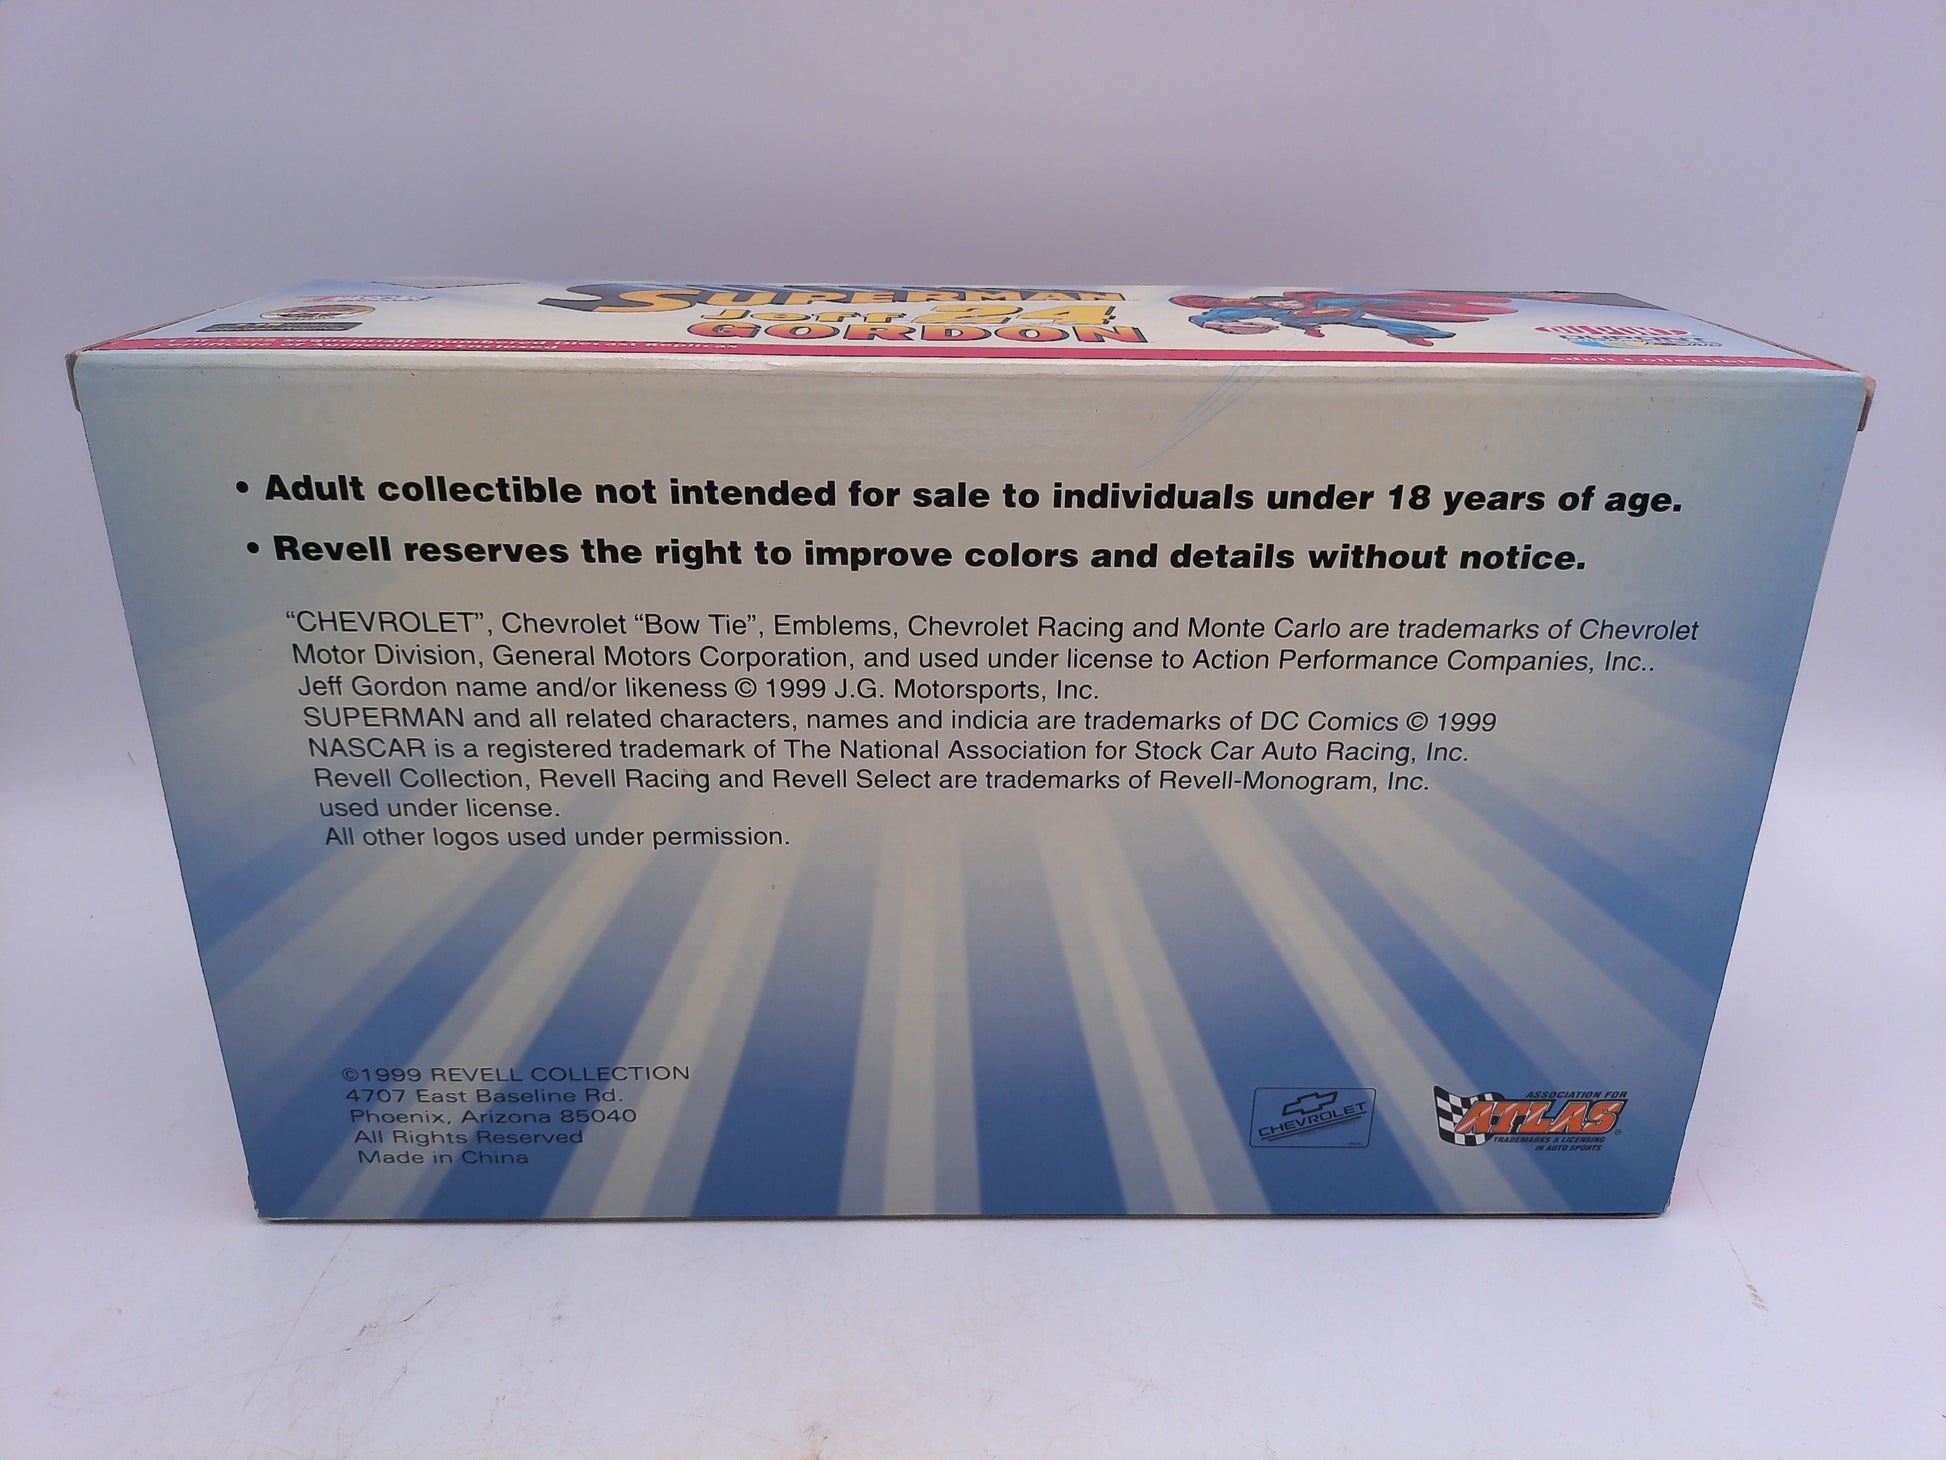 SUPERMAN
Jeff 24
GORDON
Adult Collectible
• Adult collectible not intended for sale to individuals under 18 years of age.
• Revell reserves the right to improve colors and details without notice.
“CHEVROLET”, Chevrolet “Bow Tie”, Emblems, Chevrolet Racing and Monte Carlo are trademarks of Chevrolet
Motor Division, General Motors Corporation, and used under license to Action Performance Companies, Inc..
Jeff Gordon name and/or likeness © 1999 J.G. Motorsports, Inc.
SUPERMAN and all related characters, names and indicia are trademarks of DC Comics © 1999
NASCAR is a registered trademark of The National Association for Stock Car Auto Racing, Inc.
Revell Collection, Revell Racing and Revell Select are trademarks of Revell-Monogram, Inc.
used under license.
All other logos used under permission.
©1999 REVELL COLLECTION
4707 East Baseline Rd.
Phoenix, Arizona 85040
All Rights Reserved
Made in China
CHEVROLET
ASSOCIATION FOR
ATLAS
TRADEMARKS & LICENSING
IN AUTO SPORTS